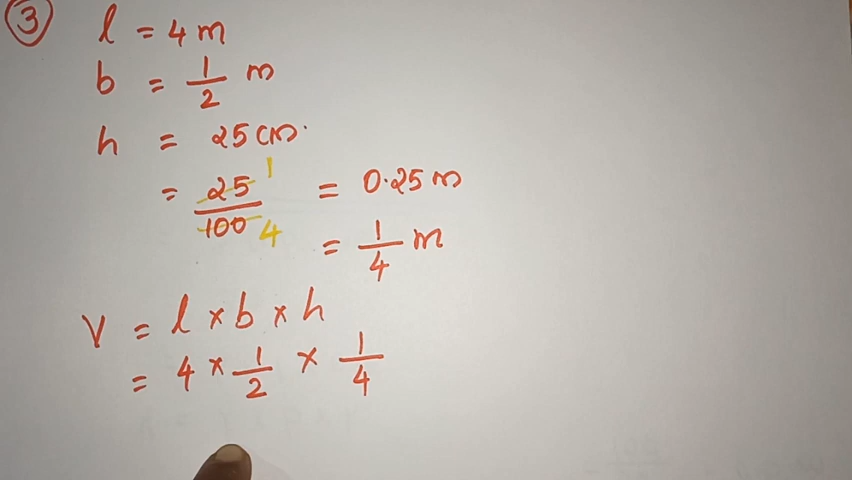 3 l = 4 m
b = 1/2 m
h = 25 cm.
= 25/100 1 4 = 0.25 m
= 1/4 m
V = l × b × h
= 4 × 1/2 × 1/4